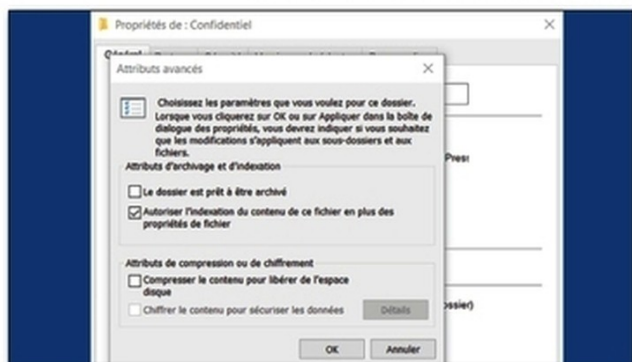 Propriétés de : Confidentiel
Général
Attributs avancés
Choisissez les paramètres que vous voulez pour ce dossier.
Lorsque vous cliquerez sur OK ou sur Appliquer dans la boîte de
dialogue des propriétés, vous devrez indiquer si vous souhaitez
que les modifications s'appliquent aux sous-dossiers et aux
fichiers.
Attributs d'archivage et d'indexation
Le dossier est prêt à être archivé
Autoriser l'indexation du contenu de ce fichier en plus des
propriétés de fichier
Attributs de compression ou de chiffrement
Compresser le contenu pour libérer de l'espace
disque
Chiffrer le contenu pour sécuriser les données
Détails
OK
Annuler